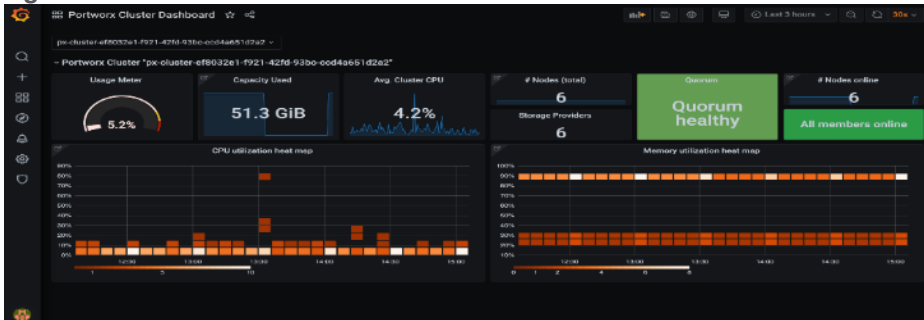 Portworx Cluster Dashboard
Last 3 hours
30s
px-cluster-ef8032e1-f921-42fd-93bc-ccd4a651d2a2
Portworx Cluster "px-cluster-ef8032e1-f921-42fd-93bc-ccd4a651d2a2"
Usage Meter
5.2%
Capacity Used
51.3 GiB
Avg. Cluster CPU
4.2%
# Nodes (total)
6
Storage Providers
6
Quorum
Quorum
healthy
# Nodes online
6
All members online
CPU utilization heat map
90%
80%
70%
60%
50%
40%
30%
20%
10%
0%
12:30 13:00 13:30 14:00 14:30 15:00
1 5 10
Memory utilization heat map
100%
90%
80%
70%
60%
50%
40%
30%
20%
10%
12:30 13:00 13:30 14:00 14:30 15:00
0 1 2 4 6 8